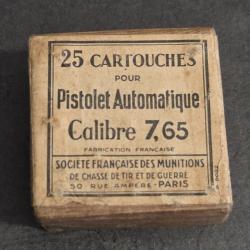 25 CARTOUCHES
POUR
Pistolet Automatique
Calibre 7,65
FABRICATION FRANÇAISE
SOCIÉTÉ FRANÇAISE DES MUNITIONS
DE CHASSE DE TIR ET DE GUERRE
50 RUE AMPÈRE - PARIS